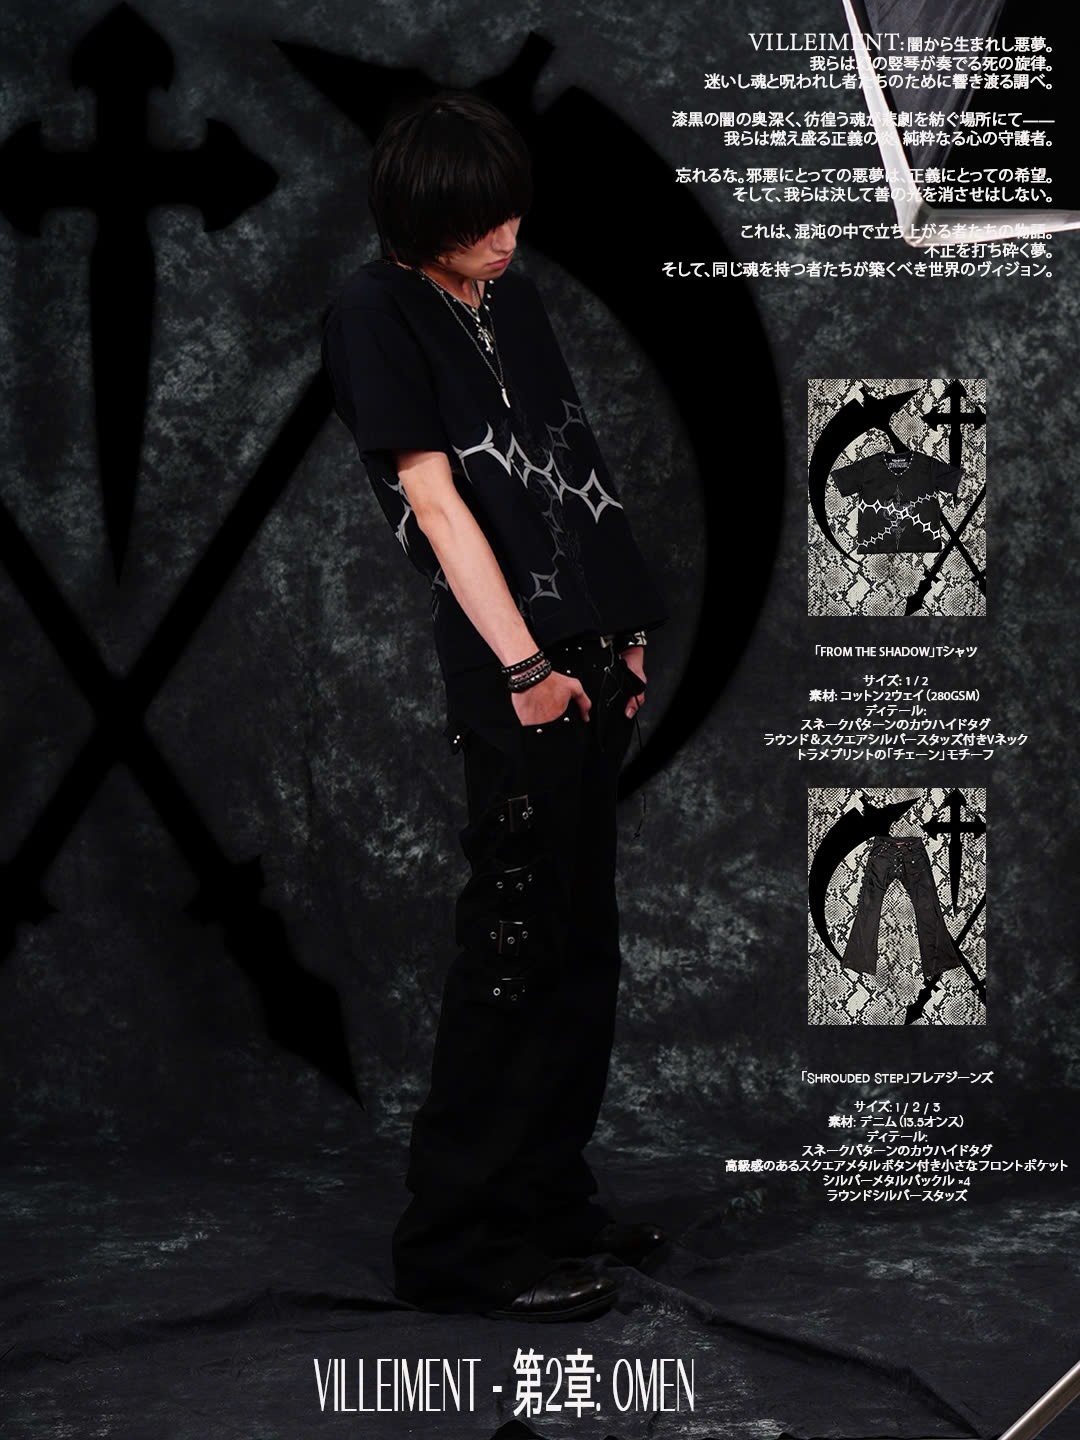 VILLEIMENT: 闇から生まれし悪夢。
我らは幻の竪琴が奏でる死の旋律。
迷いし魂と呪われし者たちのために響き渡る調べ。
漆黒の闇の奥深く、彷徨う魂が悲劇を紡ぐ場所にて——
我らは燃え盛る正義の炎、純粋なる心の守護者。
忘れるな。邪悪にとっての悪夢は、正義にとっての希望。
そして、我らは決して善の光を消させはしない。
これは、混沌の中で立ち上がる者たちの物語。
不正を打ち砕く夢。
そして、同じ魂を持つ者たちが築くべき世界のヴィジョン。
「FROM THE SHADOW」Tシャツ
サイズ: 1 / 2
素材: コットン2ウェイ（280GSM）
ディテール:
スネークパターンのカウハイドタグ
ラウンド＆スクエアシルバースタッズ付きVネック
トラメプリントの「チェーン」モチーフ
「SHROUDED STEP」フレアジーンズ
サイズ: 1 / 2 / 3
素材: デニム（13.5オンス）
ディテール:
スネークパターンのカウハイドタグ
高級感のあるスクエアメタルボタン付き小さなフロントポケット
シルバーメタルバックル ×4
ラウンドシルバースタッズ
VILLEIMENT - 第2章: OMEN